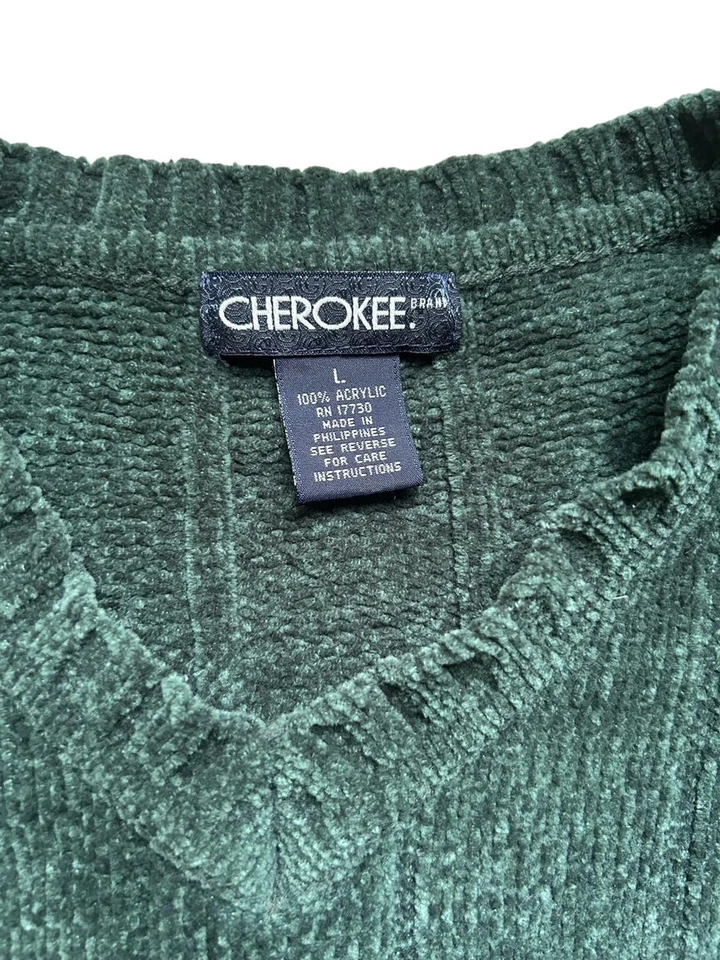 CHEROKEE. BRAND
L
100% ACRYLIC
RN 17730
MADE IN
PHILIPPINES
SEE REVERSE
FOR CARE
INSTRUCTIONS